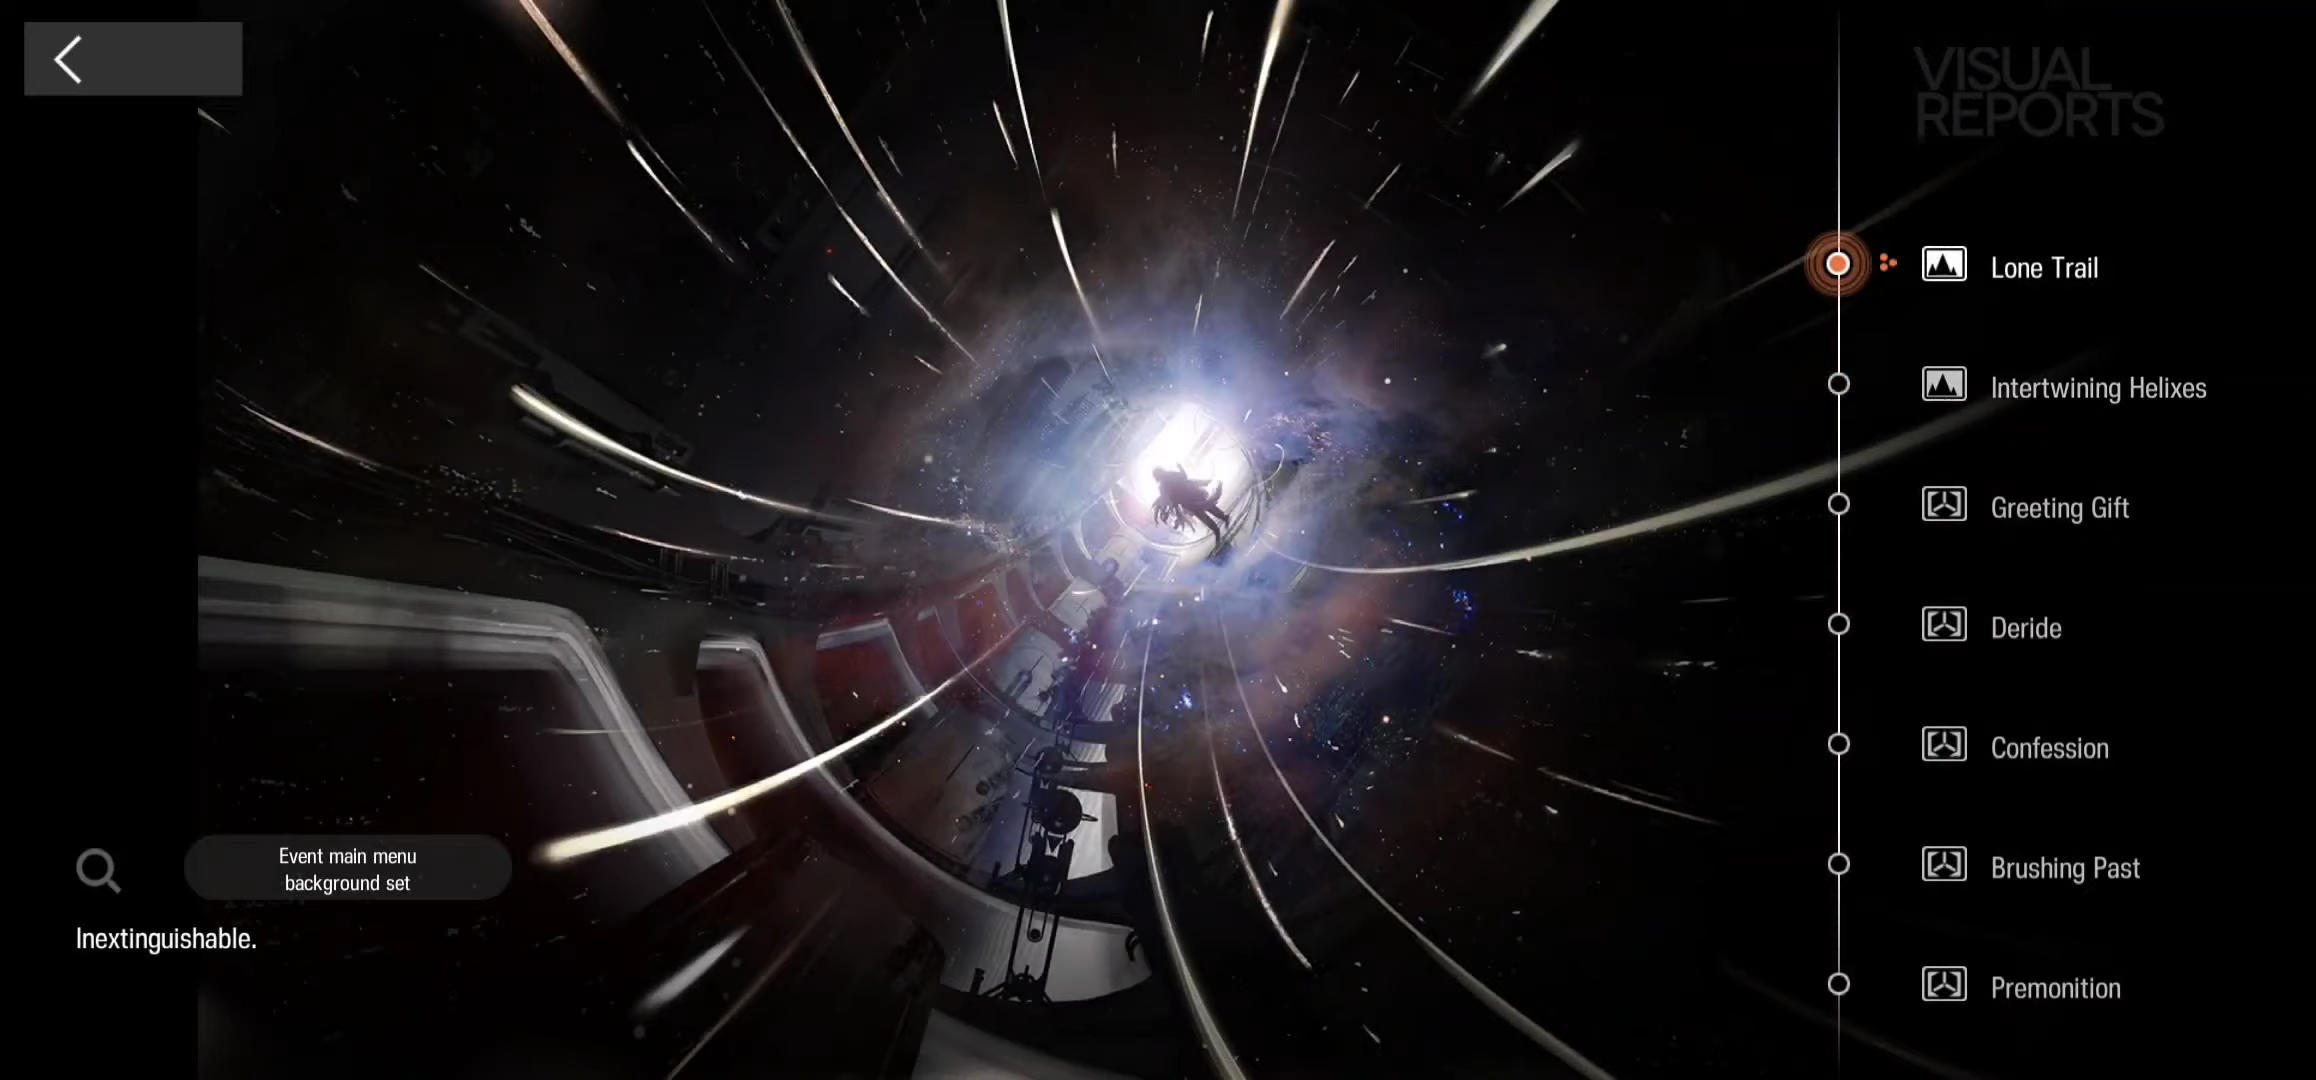 VISUAL
REPORTS
Lone Trail
Intertwining Helixes
Greeting Gift
Deride
Confession
Brushing Past
Premonition
Event main menu
background set
Inextinguishable.